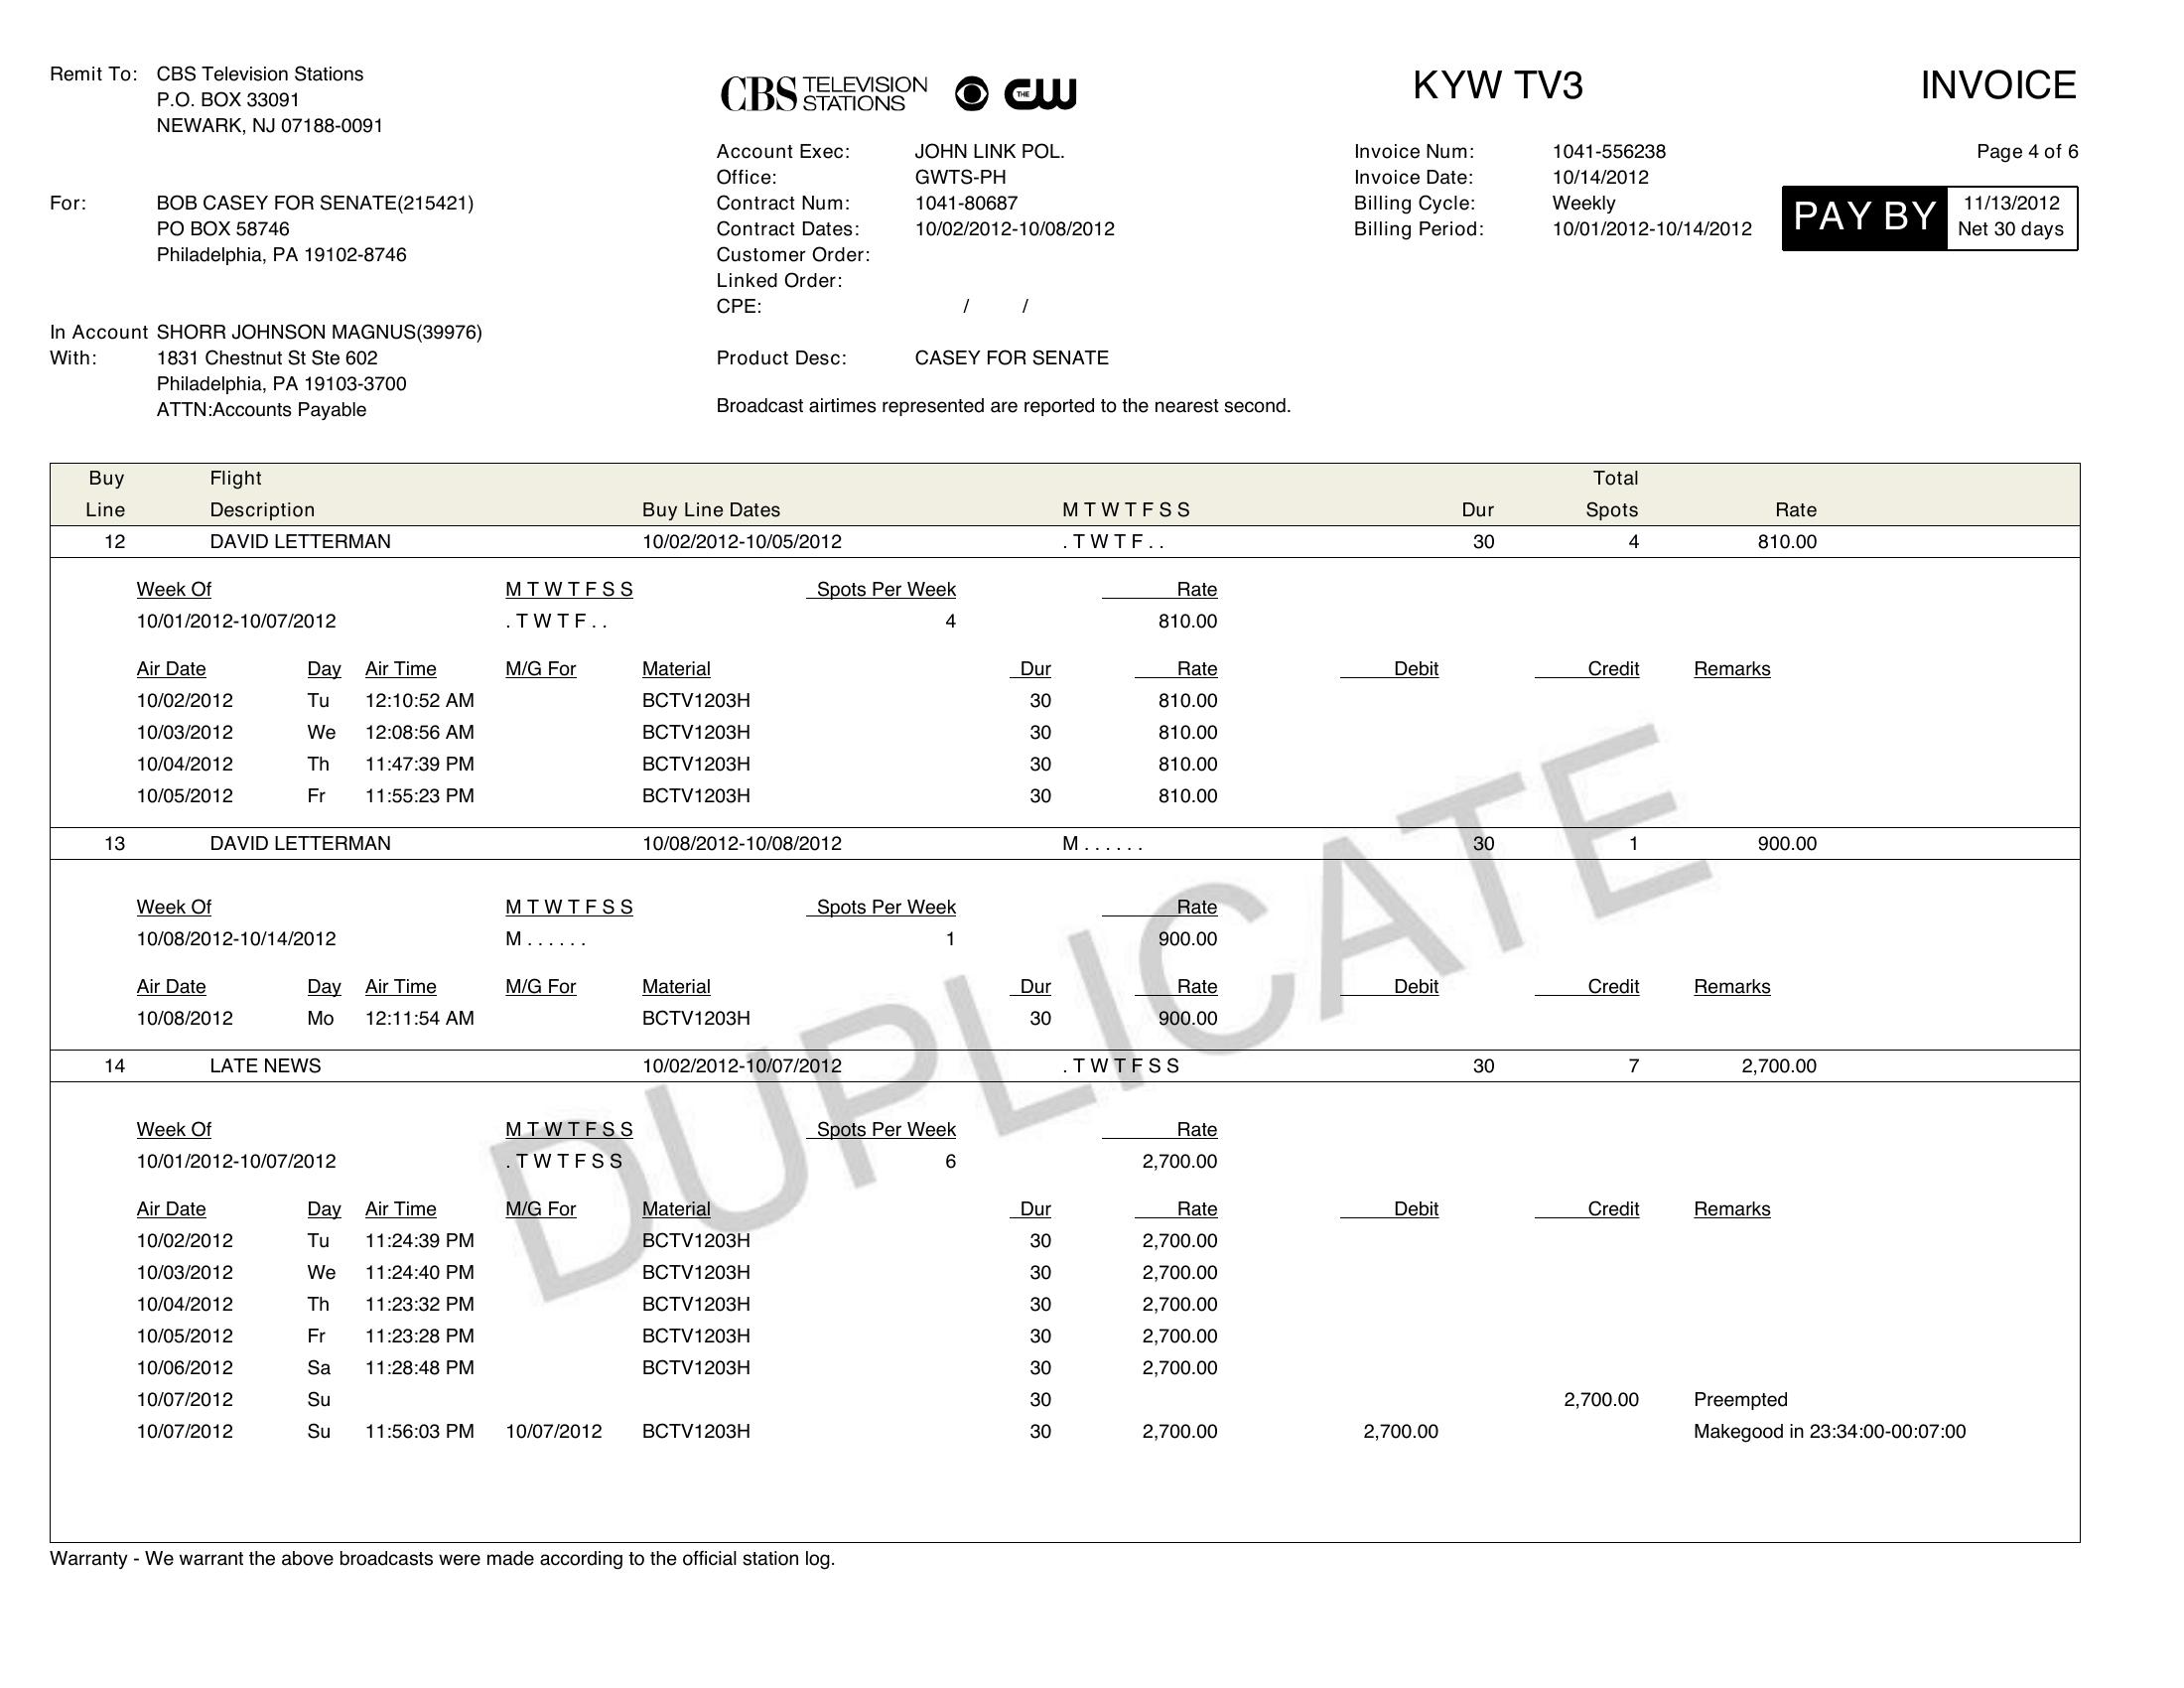 Remit To: CBS Television Stations
P.O. BOX 33091
NEWARK, NJ 07188-0091
For: BOB CASEY FOR SENATE(215421)
PO BOX 58746
Philadelphia, PA 19102-8746
In Account SHORR JOHNSON MAGNUS(39976)
With: 1831 Chestnut St Ste 602
Philadelphia, PA 19103-3700
ATTN:Accounts Payable
CBS TELEVISION STATIONS THE CW
Account Exec: JOHN LINK POL.
Office: GWTS-PH
Contract Num: 1041-80687
Contract Dates: 10/02/2012-10/08/2012
Customer Order:
Linked Order:
CPE: / /
Product Desc: CASEY FOR SENATE
Broadcast airtimes represented are reported to the nearest second.
KYW TV3 INVOICE
Invoice Num: 1041-556238 Page 4 of 6
Invoice Date: 10/14/2012
Billing Cycle: Weekly
Billing Period: 10/01/2012-10/14/2012
PAY BY 11/13/2012
Net 30 days
Buy Flight Total
Line Description Buy Line Dates M T W T F S S Dur Spots Rate
12 DAVID LETTERMAN 10/02/2012-10/05/2012 . T W T F . . 30 4 810.00
Week Of M T W T F S S Spots Per Week Rate
10/01/2012-10/07/2012 . T W T F . . 4 810.00
Air Date Day Air Time M/G For Material Dur Rate Debit Credit Remarks
10/02/2012 Tu 12:10:52 AM BCTV1203H 30 810.00
10/03/2012 We 12:08:56 AM BCTV1203H 30 810.00
10/04/2012 Th 11:47:39 PM BCTV1203H 30 810.00
10/05/2012 Fr 11:55:23 PM BCTV1203H 30 810.00
13 DAVID LETTERMAN 10/08/2012-10/08/2012 M . . . . . . 30 1 900.00
Week Of M T W T F S S Spots Per Week Rate
10/08/2012-10/14/2012 M . . . . . . 1 900.00
Air Date Day Air Time M/G For Material Dur Rate Debit Credit Remarks
10/08/2012 Mo 12:11:54 AM BCTV1203H 30 900.00
14 LATE NEWS 10/02/2012-10/07/2012 . T W T F S S 30 7 2,700.00
Week Of M T W T F S S Spots Per Week Rate
10/01/2012-10/07/2012 . T W T F S S 6 2,700.00
Air Date Day Air Time M/G For Material Dur Rate Debit Credit Remarks
10/02/2012 Tu 11:24:39 PM BCTV1203H 30 2,700.00
10/03/2012 We 11:24:40 PM BCTV1203H 30 2,700.00
10/04/2012 Th 11:23:32 PM BCTV1203H 30 2,700.00
10/05/2012 Fr 11:23:28 PM BCTV1203H 30 2,700.00
10/06/2012 Sa 11:28:48 PM BCTV1203H 30 2,700.00
10/07/2012 Su 30 2,700.00 Preempted
10/07/2012 Su 11:56:03 PM 10/07/2012 BCTV1203H 30 2,700.00 2,700.00 Makegood in 23:34:00-00:07:00
DUPLICATE
Warranty - We warrant the above broadcasts were made according to the official station log.